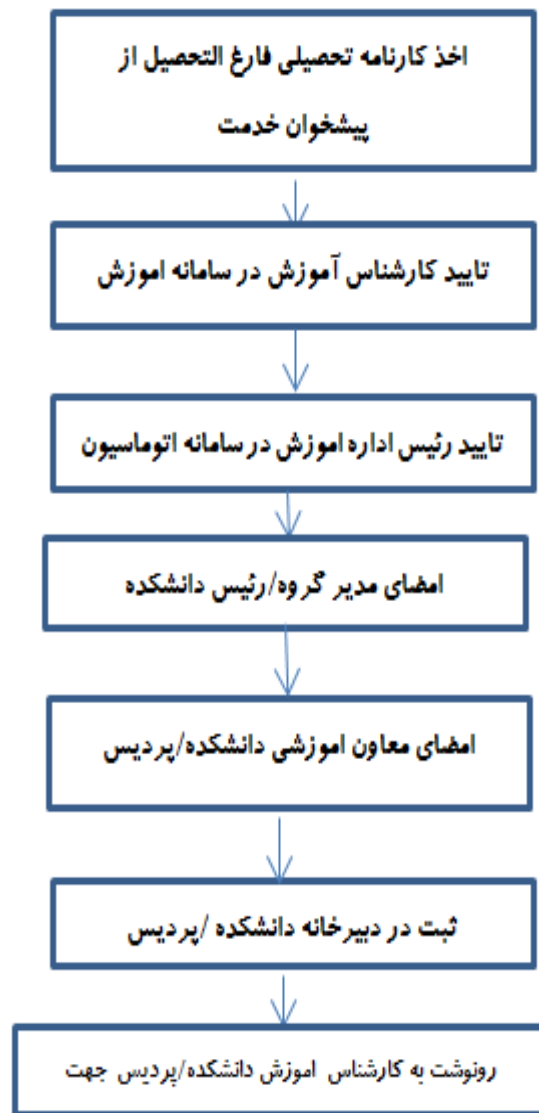 اخذ کارنامه تحصیلی فارغ التحصیل از
پیشخوان خدمت
تایید کارشناس آموزش در سامانه اموزش
تایید رئیس اداره اموزش در سامانه اتوماسیون
امضای مدیر گروه/رئیس دانشکده
امضای معاون اموزشی دانشکده/پردیس
ثبت در دبیرخانه دانشکده /پردیس
رونوشت به کارشناس اموزش دانشکده/پردیس جهت